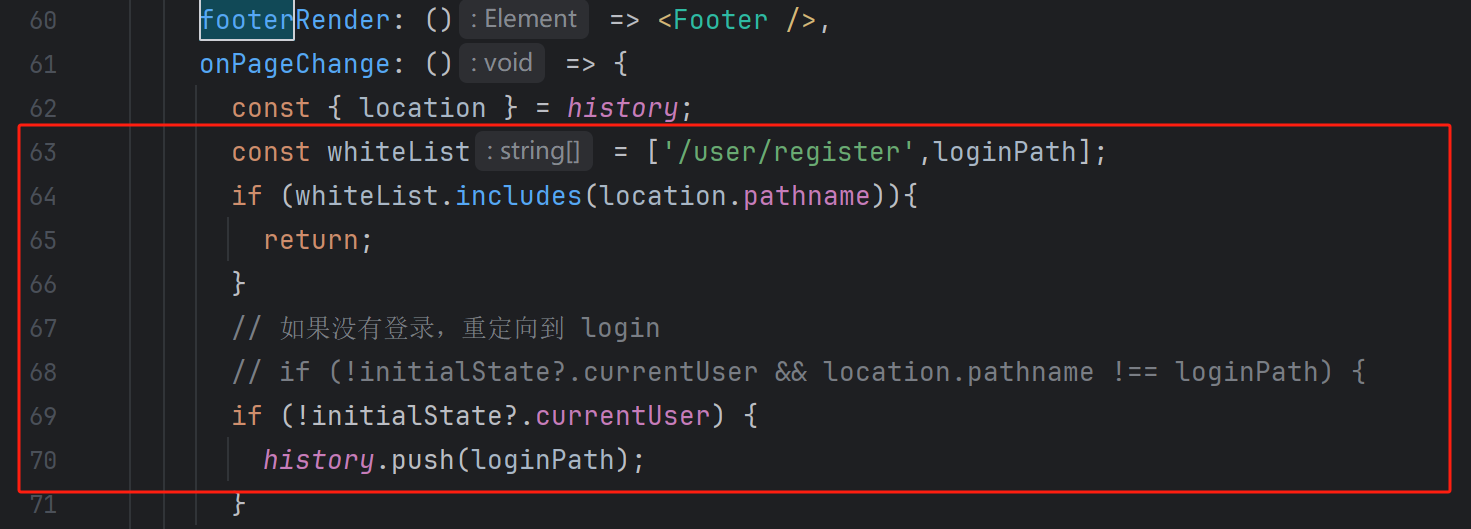 60 footerRender: () : Element => <Footer />,
61 onPageChange: () : void => {
62 const { location } = history;
63 const whiteList : string[] = ['/user/register',loginPath];
64 if (whiteList.includes(location.pathname)){
65 return;
66 }
67 // 如果没有登录，重定向到 login
68 // if (!initialState?.currentUser && location.pathname !== loginPath) {
69 if (!initialState?.currentUser) {
70 history.push(loginPath);
71 }